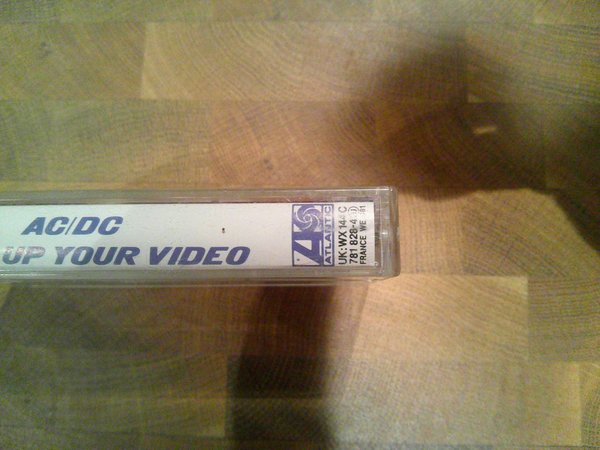 AC/DC
UP YOUR VIDEO
ATLANTIC
UK: WX 144 C
781 828-4
FRANCE WE